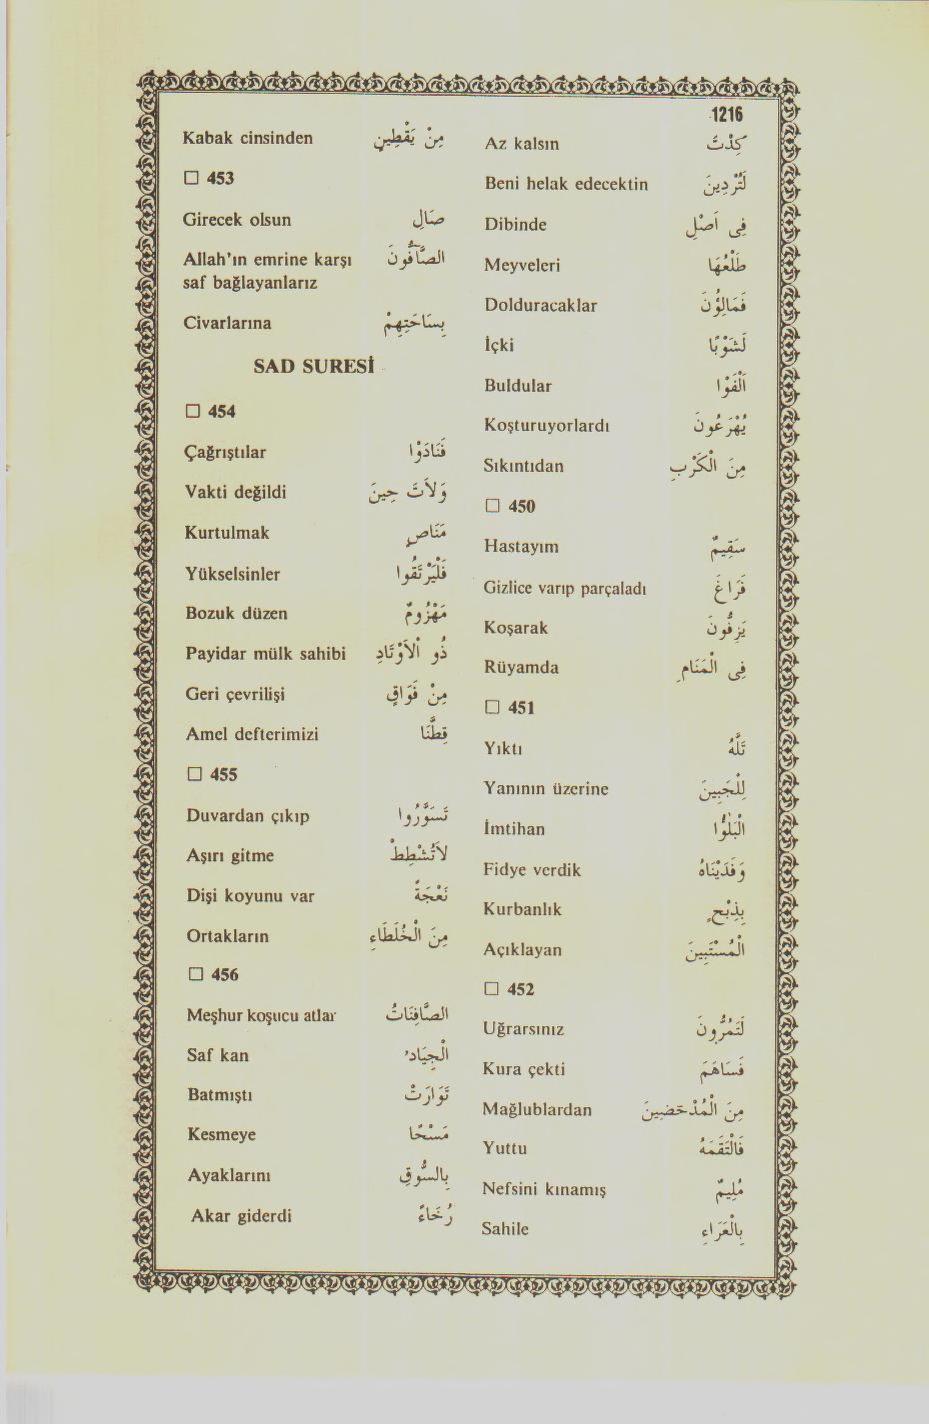 1216
Az kalsın كِدْتَ
Beni helak edecektin لَتُرْدِينَ
Dibinde فِى اَصْلِ
Meyveleri طَلْعُهَا
Dolduracaklar فَمَالِؤُنَ
İçki لَشَوْبًا
Buldular اَلْفَوْا
Koşturuyorlardı يُهْرَعُونَ
Sıkıntıdan مِنَ الْكَرْبِ
□ 450
Hastayım سَقِيمٌ
Gizlice varıp parçaladı فَرَاغَ
Koşarak يَزِفُّونَ
Rüyamda فِى الْمَنَامِ
□ 451
Yıktı تَلَّهُ
Yanının üzerine لِلْجَبِينَ
İmtihan الْبَلٰؤُا
Fidye verdik وَفَدَيْنَاهُ
Kurbanlık بِذِبْحٍ
Açıklayan الْمُسْتَبِينَ
□ 452
Uğrarsınız لَتَمُرُّونَ
Kura çekti فَسَاهَمَ
Mağlublardan مِنَ الْمُدْحَضِينَ
Yuttu فَالْتَقَمَهُ
Nefsini kınamış مُلِيمٌ
Sahile بِالْعَرَاءِ
Kabak cinsinden مِنْ يَقْطِينٍ
□ 453
Girecek olsun صَالِ
Allah'ın emrine karşı الصَّآفُّونَ
saf bağlayanlarız
Civarlarına بِسَاحَتِهِمْ
SAD SURESİ
□ 454
Çağrıştılar فَنَادَوْا
Vakti değildi وَلاَتَ حِينَ
Kurtulmak مَنَاصٍ
Yükselsinler فَلْيَرْتَقُوا
Bozuk düzen مَهْزُومٌ
Payidar mülk sahibi ذُو الْاَوْتَادِ
Geri çevrilişi مِنْ فَوَاقٍ
Amel defterimizi قِطَّنَا
□ 455
Duvardan çıkıp تَسَوَّرُوا
Aşırı gitme لاَتُشْطِطْ
Dişi koyunu var نَعْجَةً
Ortakların مِنَ الْخُلَطَاءِ
□ 456
Meşhur koşucu atlar الصَّافِنَاتُ
Saf kan الْجِيَادُ
Batmıştı تَوَارَتْ
Kesmeye مَسْحًا
Ayaklarını بِالسُّوقِ
Akar giderdi رُخَاءً